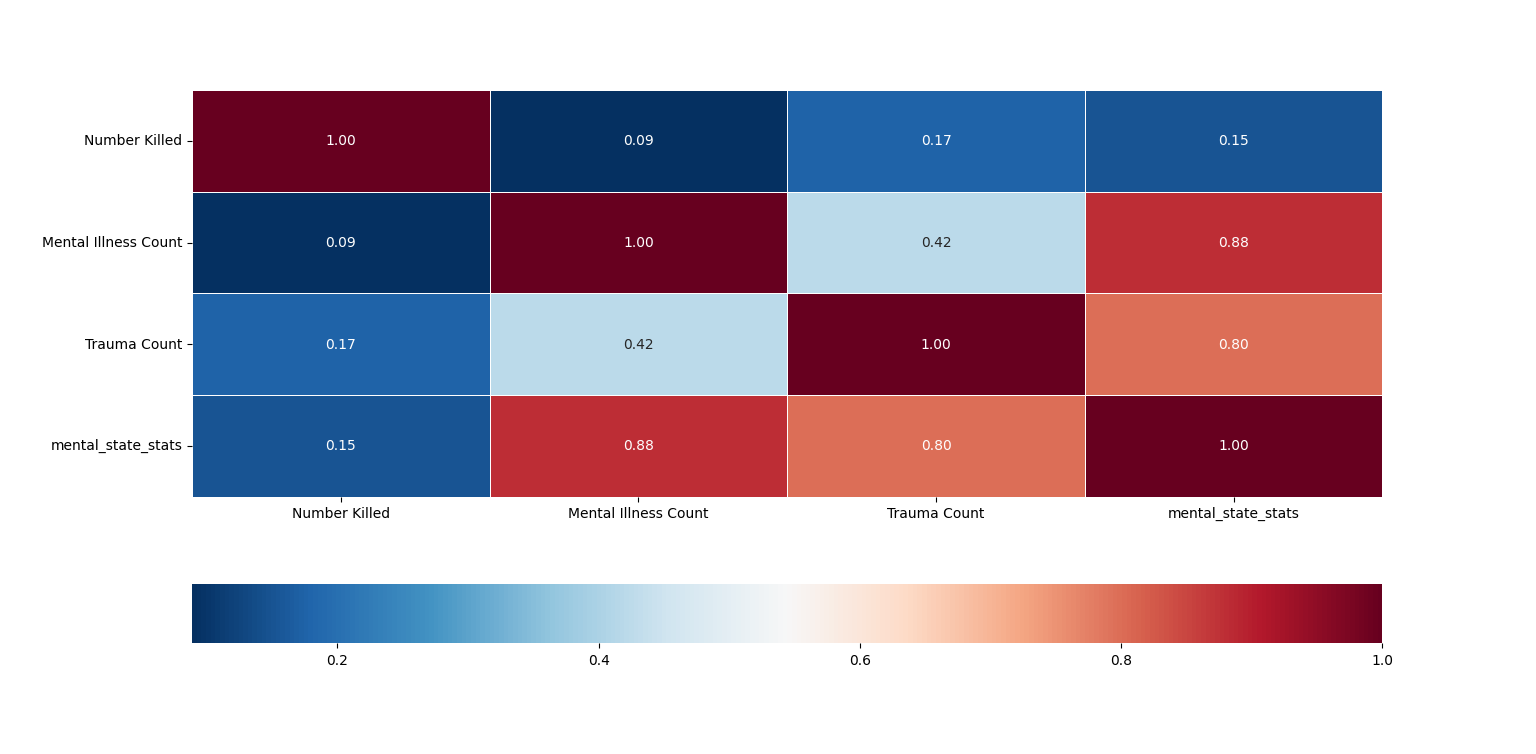 Number Killed 1.00 0.09 0.17 0.15
Mental Illness Count 0.09 1.00 0.42 0.88
Trauma Count 0.17 0.42 1.00 0.80
mental_state_stats 0.15 0.88 0.80 1.00
Number Killed Mental Illness Count Trauma Count mental_state_stats
0.2 0.4 0.6 0.8 1.0